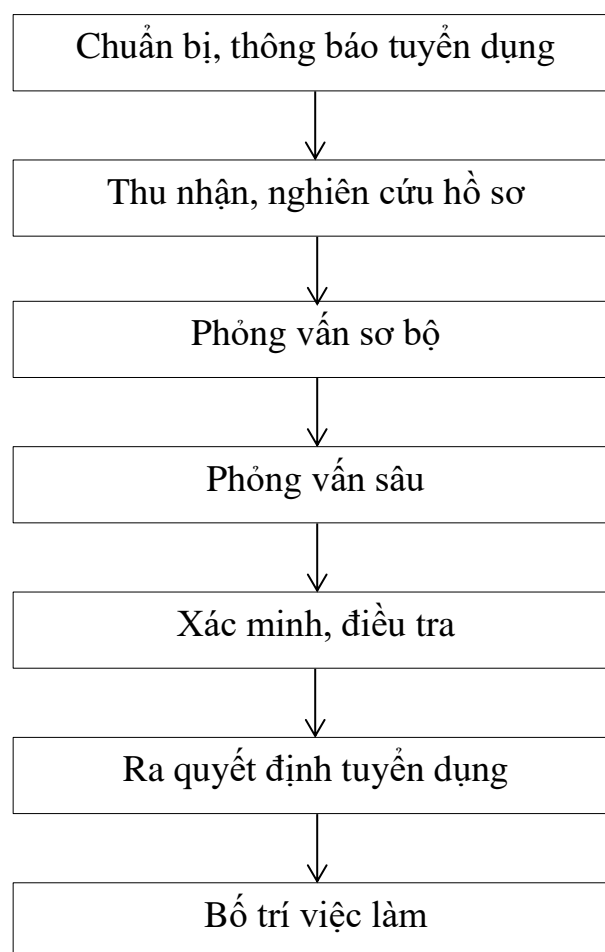 Chuẩn bị, thông báo tuyển dụng
Thu nhận, nghiên cứu hồ sơ
Phỏng vấn sơ bộ
Phỏng vấn sâu
Xác minh, điều tra
Ra quyết định tuyển dụng
Bố trí việc làm